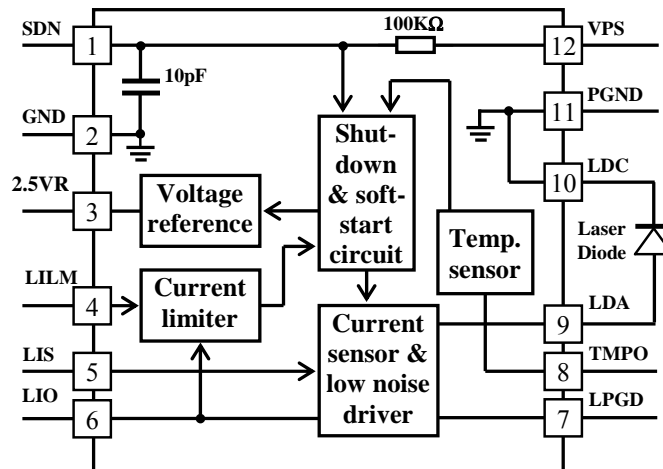 SDN
1
100KΩ
12
VPS
10pF
GND
2
11
PGND
Shut-
down
& soft-
start
circuit
2.5VR
3
Voltage
reference
10
LDC
Temp.
sensor
Laser
Diode
LILM
4
Current
limiter
9
LDA
LIS
5
Current
sensor &
low noise
driver
8
TMPO
LIO
6
7
LPGD